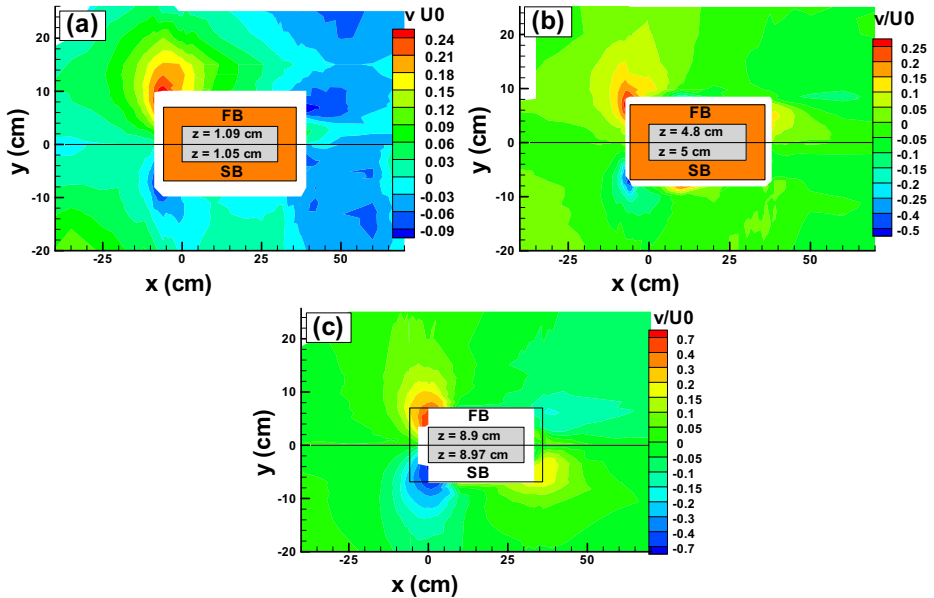 (a)
v U0
0.24
0.21
0.18
0.15
0.12
0.09
0.06
0.03
0
-0.03
-0.06
-0.09
y (cm)
20
10
0
-10
-20
FB
z = 1.09 cm
z = 1.05 cm
SB
-25 0 25 50
x (cm)
(b)
v/U0
0.25
0.2
0.15
0.1
0.05
0
-0.05
-0.1
-0.15
-0.2
-0.25
-0.4
-0.5
y (cm)
20
10
0
-10
-20
FB
z = 4.8 cm
z = 5 cm
SB
-25 0 25 50
x (cm)
(c)
v/U0
0.7
0.4
0.3
0.2
0.15
0.1
0.05
0
-0.05
-0.1
-0.15
-0.2
-0.3
-0.4
-0.7
y (cm)
20
10
0
-10
-20
FB
z = 8.9 cm
z = 8.97 cm
SB
-25 0 25 50
x (cm)